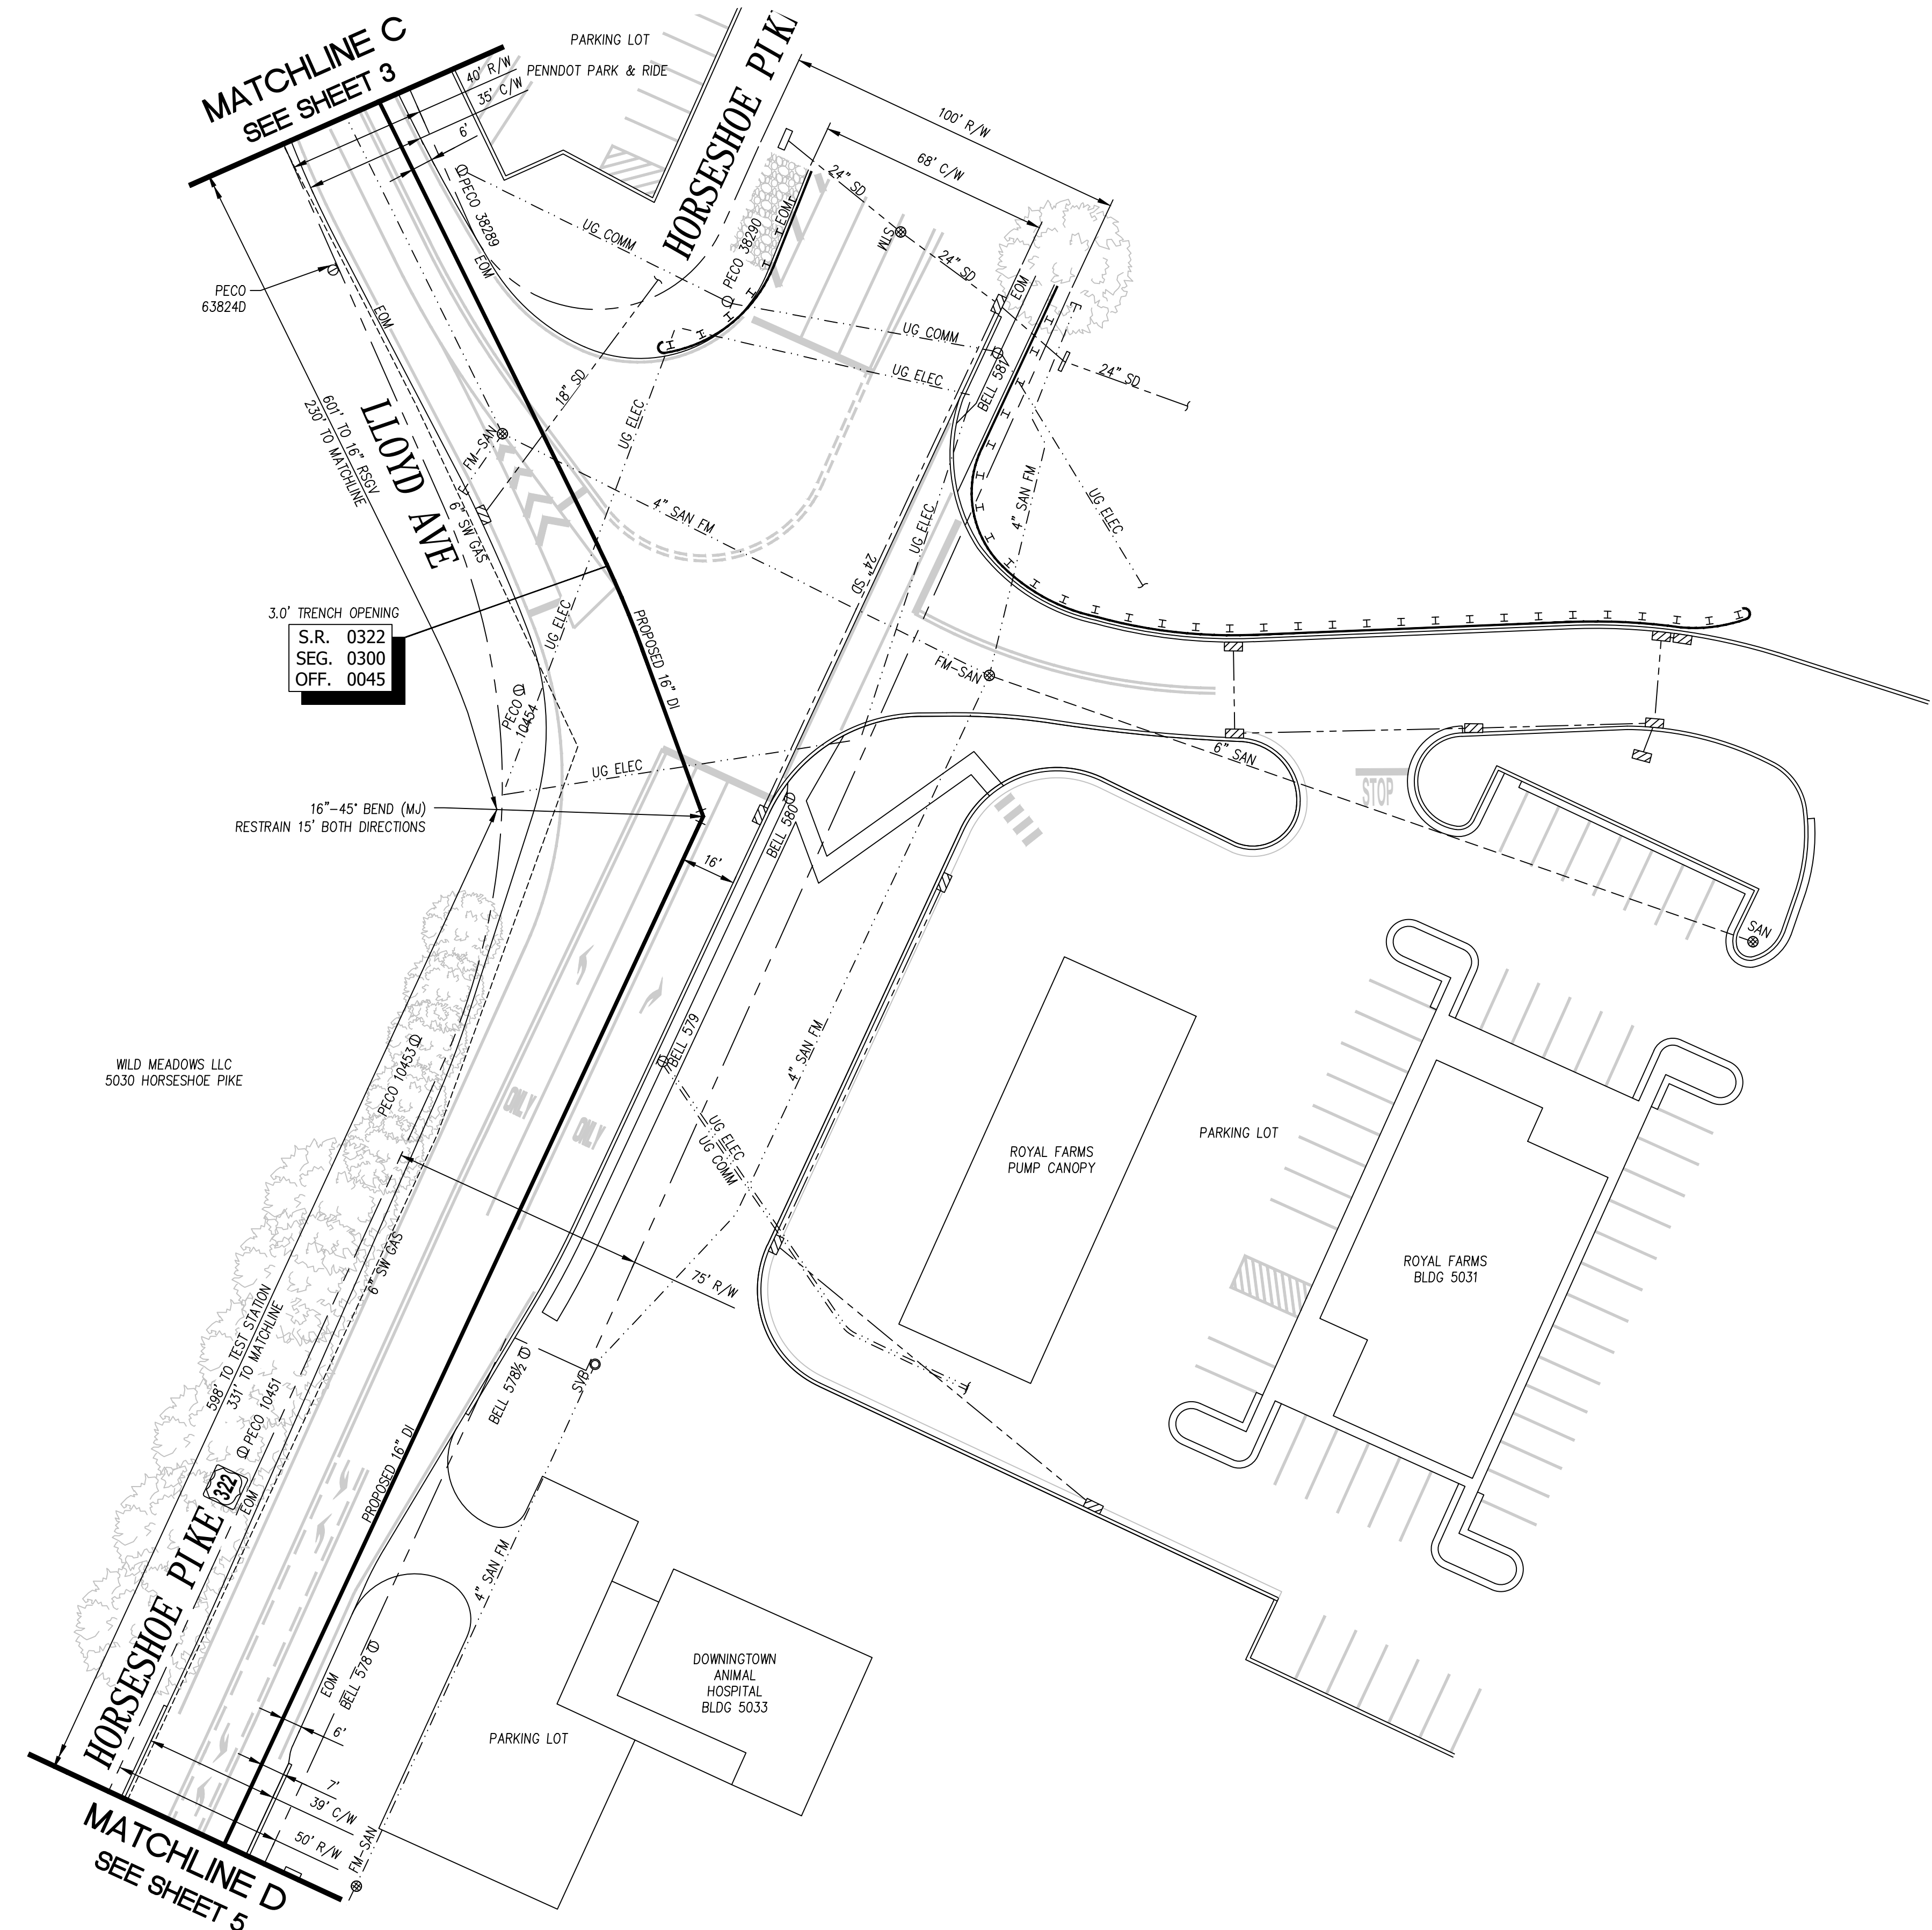 MATCHLINE C
SEE SHEET 3
PARKING LOT
PENNDOT PARK & RIDE
40' R/W
35' C/W
6'
HORSESHOE PIK
100' R/W
68' C/W
24" SD
STM
24" SD
24" SD
PECO 38289
EOM
UG COMM
PECO 38290
EOM
EOM
PECO
63824D
EOM
UG COMM
UG ELEC
BELL 581
18" SD
UG ELEC
601' TO 16" RSGV
230' TO MATCHLINE
LLOYD AVE
FM-SAN
6" SW GAS
4" SAN FM
4" SAN FM
UG ELEC
UG ELEC
24" SD
3.0' TRENCH OPENING
S.R. 0322
SEG. 0300
OFF. 0045
UG ELEC
PROPOSED 16" DI
FM-SAN
PECO
10454
6" SAN
STOP
UG ELEC
16"-45° BEND (MJ)
RESTRAIN 15' BOTH DIRECTIONS
BELL 580
16'
SAN
WILD MEADOWS LLC
5030 HORSESHOE PIKE
PECO 10453
BELL 579
4" SAN FM
ONLY
ONLY
UG ELEC
UG COMM
ROYAL FARMS
PUMP CANOPY
PARKING LOT
ROYAL FARMS
BLDG 5031
6" SW GAS
75' R/W
598' TO TEST STATION
331' TO MATCHLINE
PECO 10451
BELL 578½
SVB
PROPOSED 16" DI
HORSESHOE PIKE
322
EOM
4" SAN FM
EOM
BELL 578
DOWNINGTOWN
ANIMAL
HOSPITAL
BLDG 5033
PARKING LOT
6'
7'
39' C/W
50' R/W
FM-SAN
MATCHLINE D
SEE SHEET 5